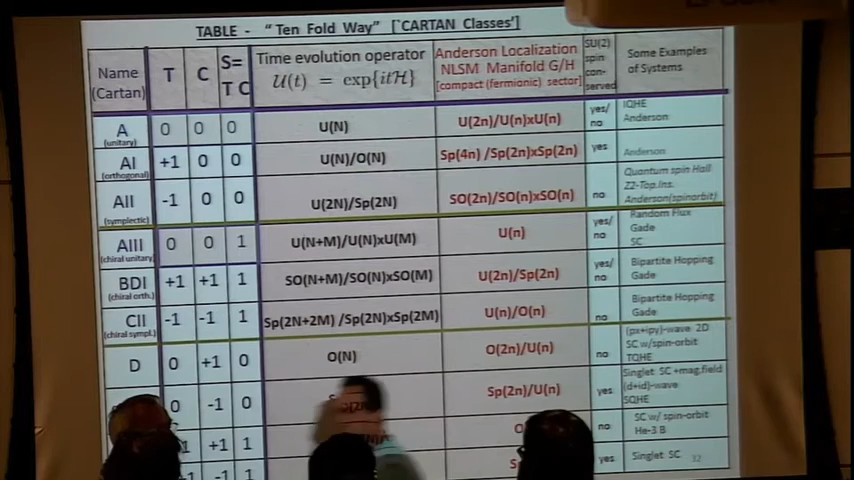 TABLE - "Ten Fold Way" [`CARTAN Classes']
Name (Cartan) T C S= T C Time evolution operator U(t) = exp{itH} Anderson Localization NLSM Manifold G/H [compact (fermionic) sector] SU(2) spin con- served Some Examples of Systems
A (unitary) 0 0 0 U(N) U(2n)/U(n)xU(n) yes/ no IQHE Anderson
AI (orthogonal) +1 0 0 U(N)/O(N) Sp(4n) /Sp(2n)xSp(2n) yes Anderson
AII (symplectic) -1 0 0 U(2N)/Sp(2N) SO(2n)/SO(n)xSO(n) no Quantum spin Hall Z2-Top.Ins. Anderson(spinorbit)
AIII (chiral unitary) 0 0 1 U(N+M)/U(N)xU(M) U(n) yes/ no Random Flux Gade SC
BDI (chiral orth.) +1 +1 1 SO(N+M)/SO(N)xSO(M) U(2n)/Sp(2n) yes/ no Bipartite Hopping Gade
CII (chiral sympl.) -1 -1 1 Sp(2N+2M) /Sp(2N)xSp(2M) U(n)/O(n) no Bipartite Hopping Gade
D 0 +1 0 O(N) O(2n)/U(n) no (px+ipy)-wave 2D SC w/spin-orbit TQHE
0 -1 0 Sp(2n)/U(n) yes Singlet SC +mag.field (d+id)-wave SQHE
+1 1 no SC w/ spin-orbit He-3 B
-1 1 yes Singlet SC 12